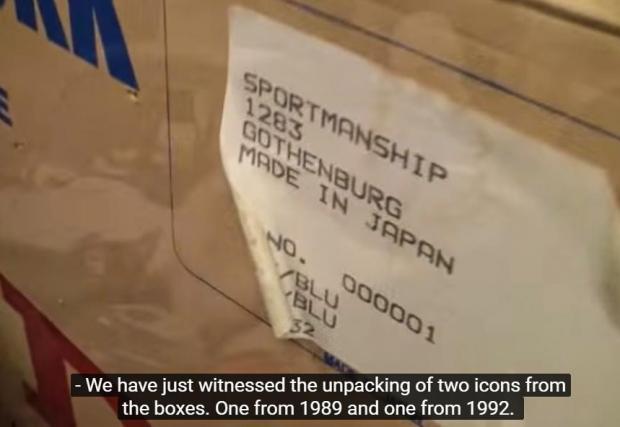 SPORTMANSHIP
1283
GOTHENBURG
MADE IN JAPAN
NO. 000001
/BLU
/BLU
32
- We have just witnessed the unpacking of two icons from
the boxes. One from 1989 and one from 1992.